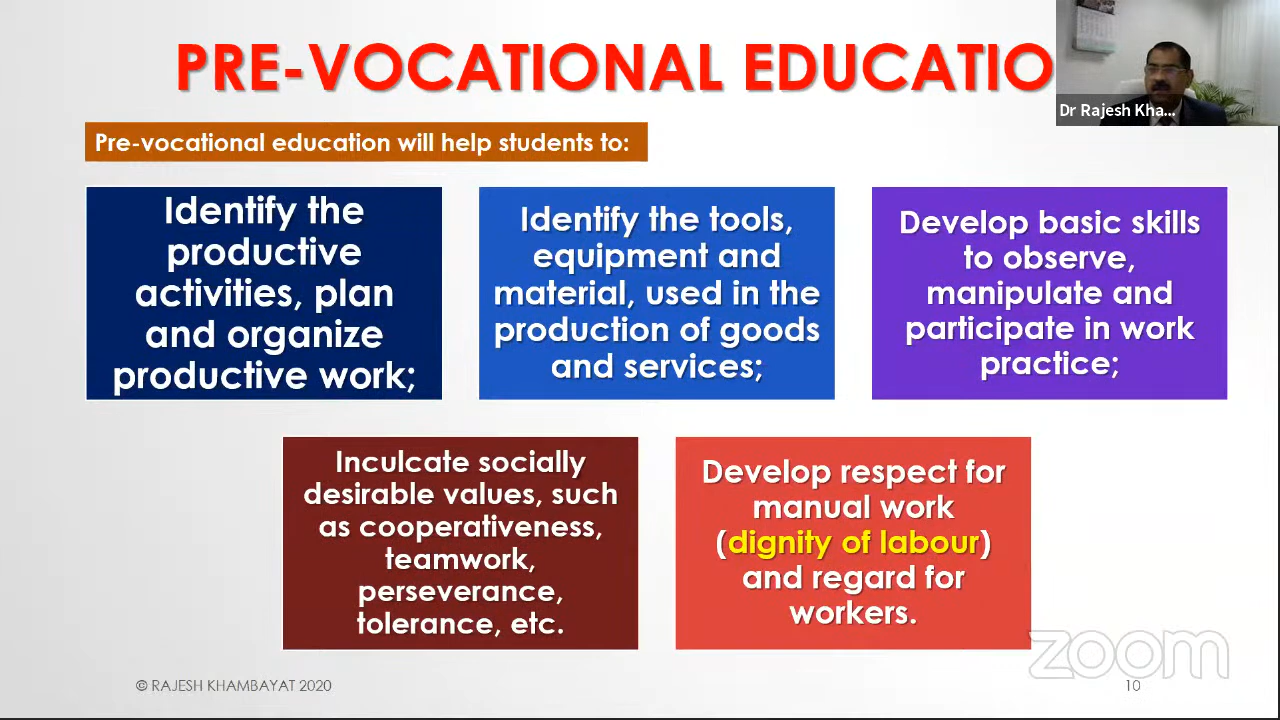 PRE-VOCATIONAL EDUCATIO
Dr Rajesh Kha...
Pre-vocational education will help students to:
Identify the
productive
activities, plan
and organize
productive work;
Identify the tools,
equipment and
material, used in the
production of goods
and services;
Develop basic skills
to observe,
manipulate and
participate in work
practice;
Inculcate socially
desirable values, such
as cooperativeness,
teamwork,
perseverance,
tolerance, etc.
Develop respect for
manual work
(dignity of labour)
and regard for
workers.
zoom
© RAJESH KHAMBAYAT 2020
10